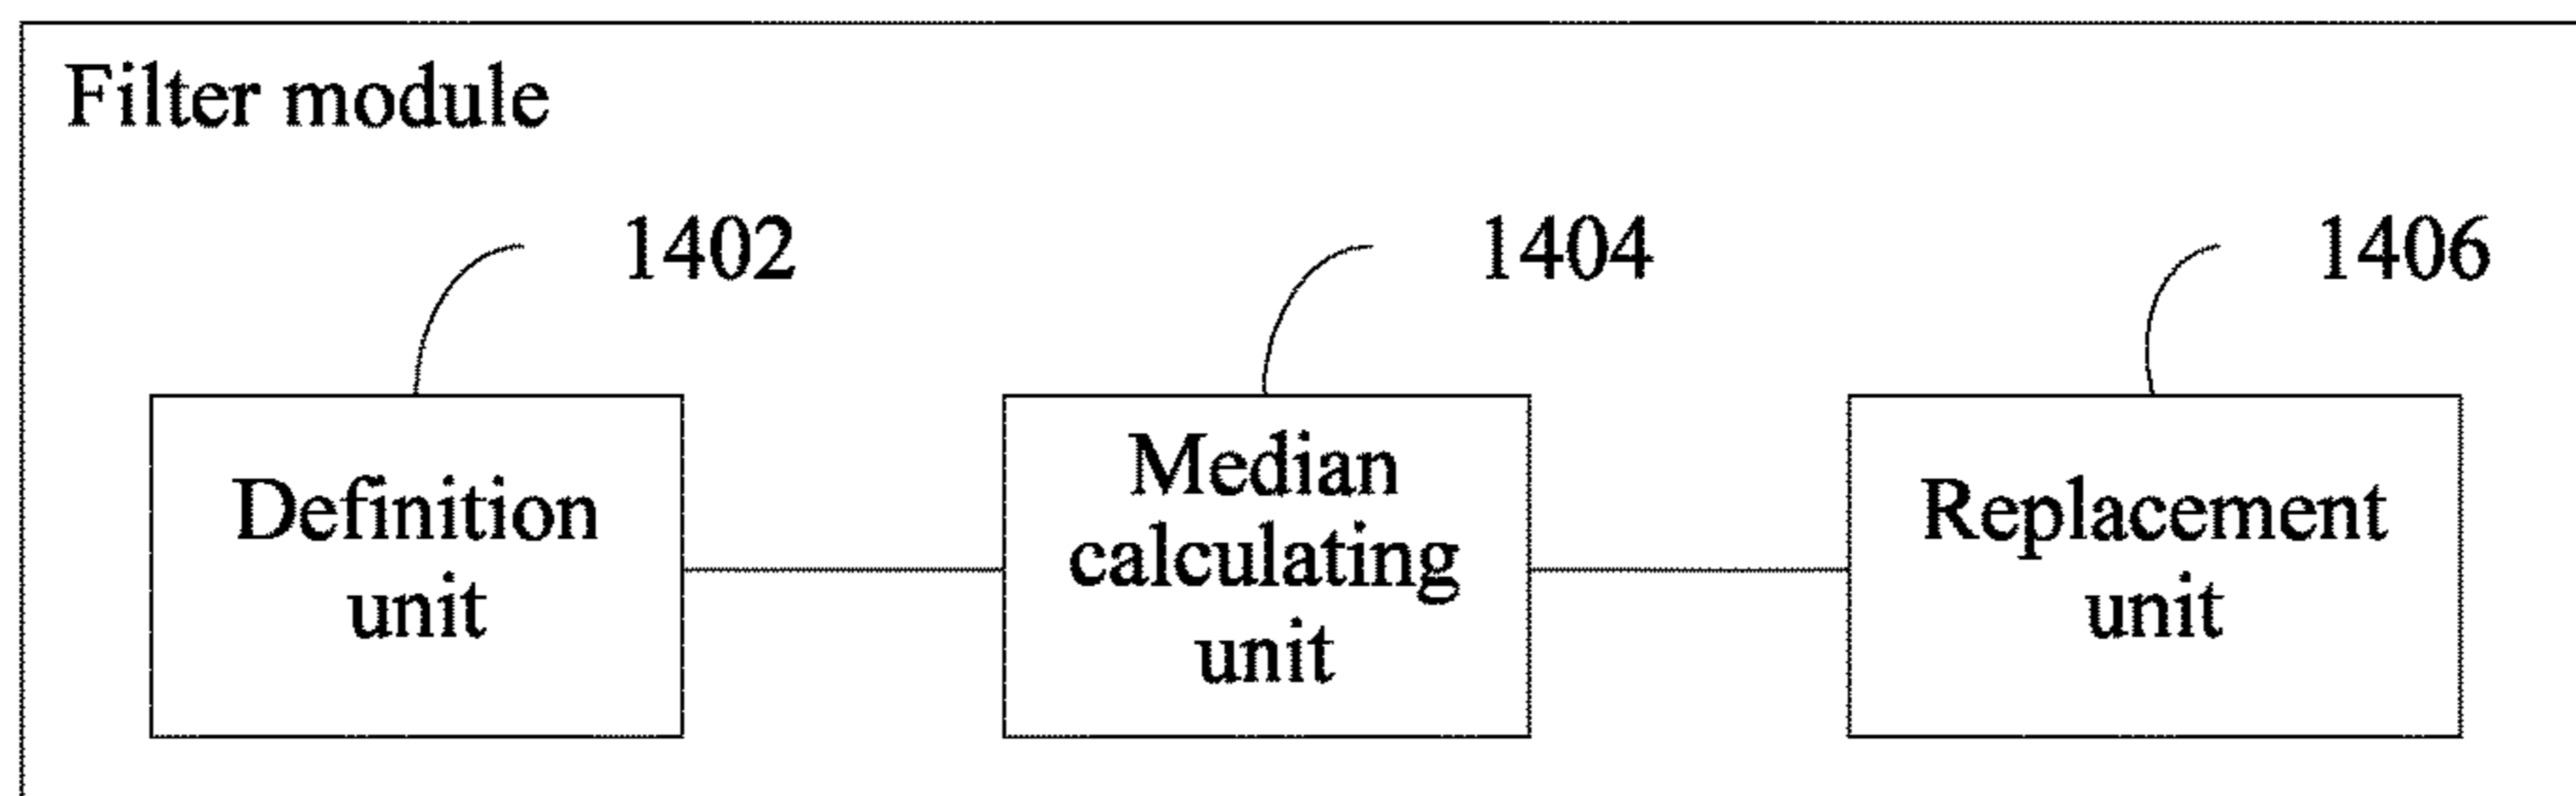 Filter module
1402
1404
1406
Definition
unit
Median
calculating
unit
Replacement
unit